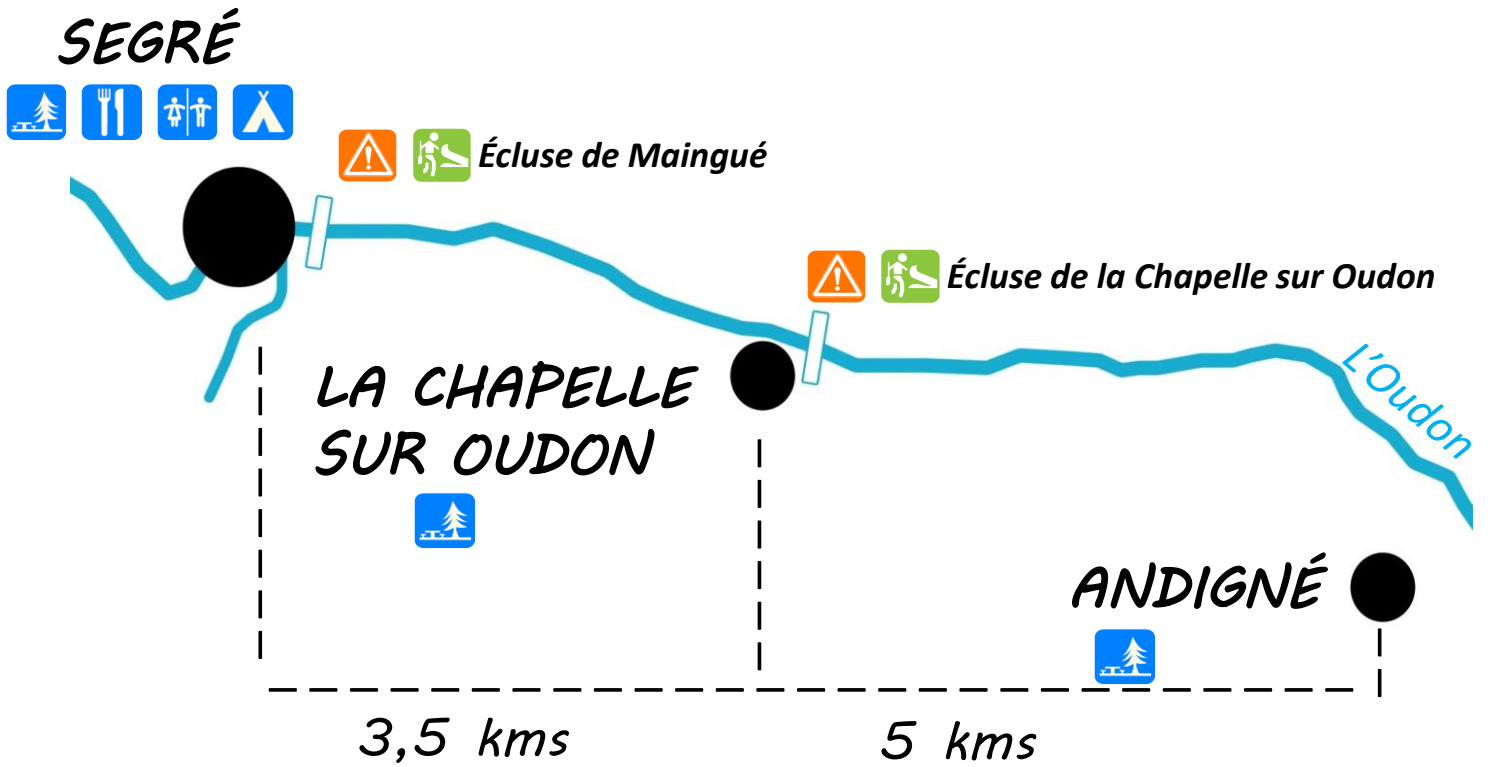 SEGRÉ
Écluse de Maingué
Écluse de la Chapelle sur Oudon
L'Oudon
LA CHAPELLE
SUR OUDON
ANDIGNÉ
3,5 kms
5 kms